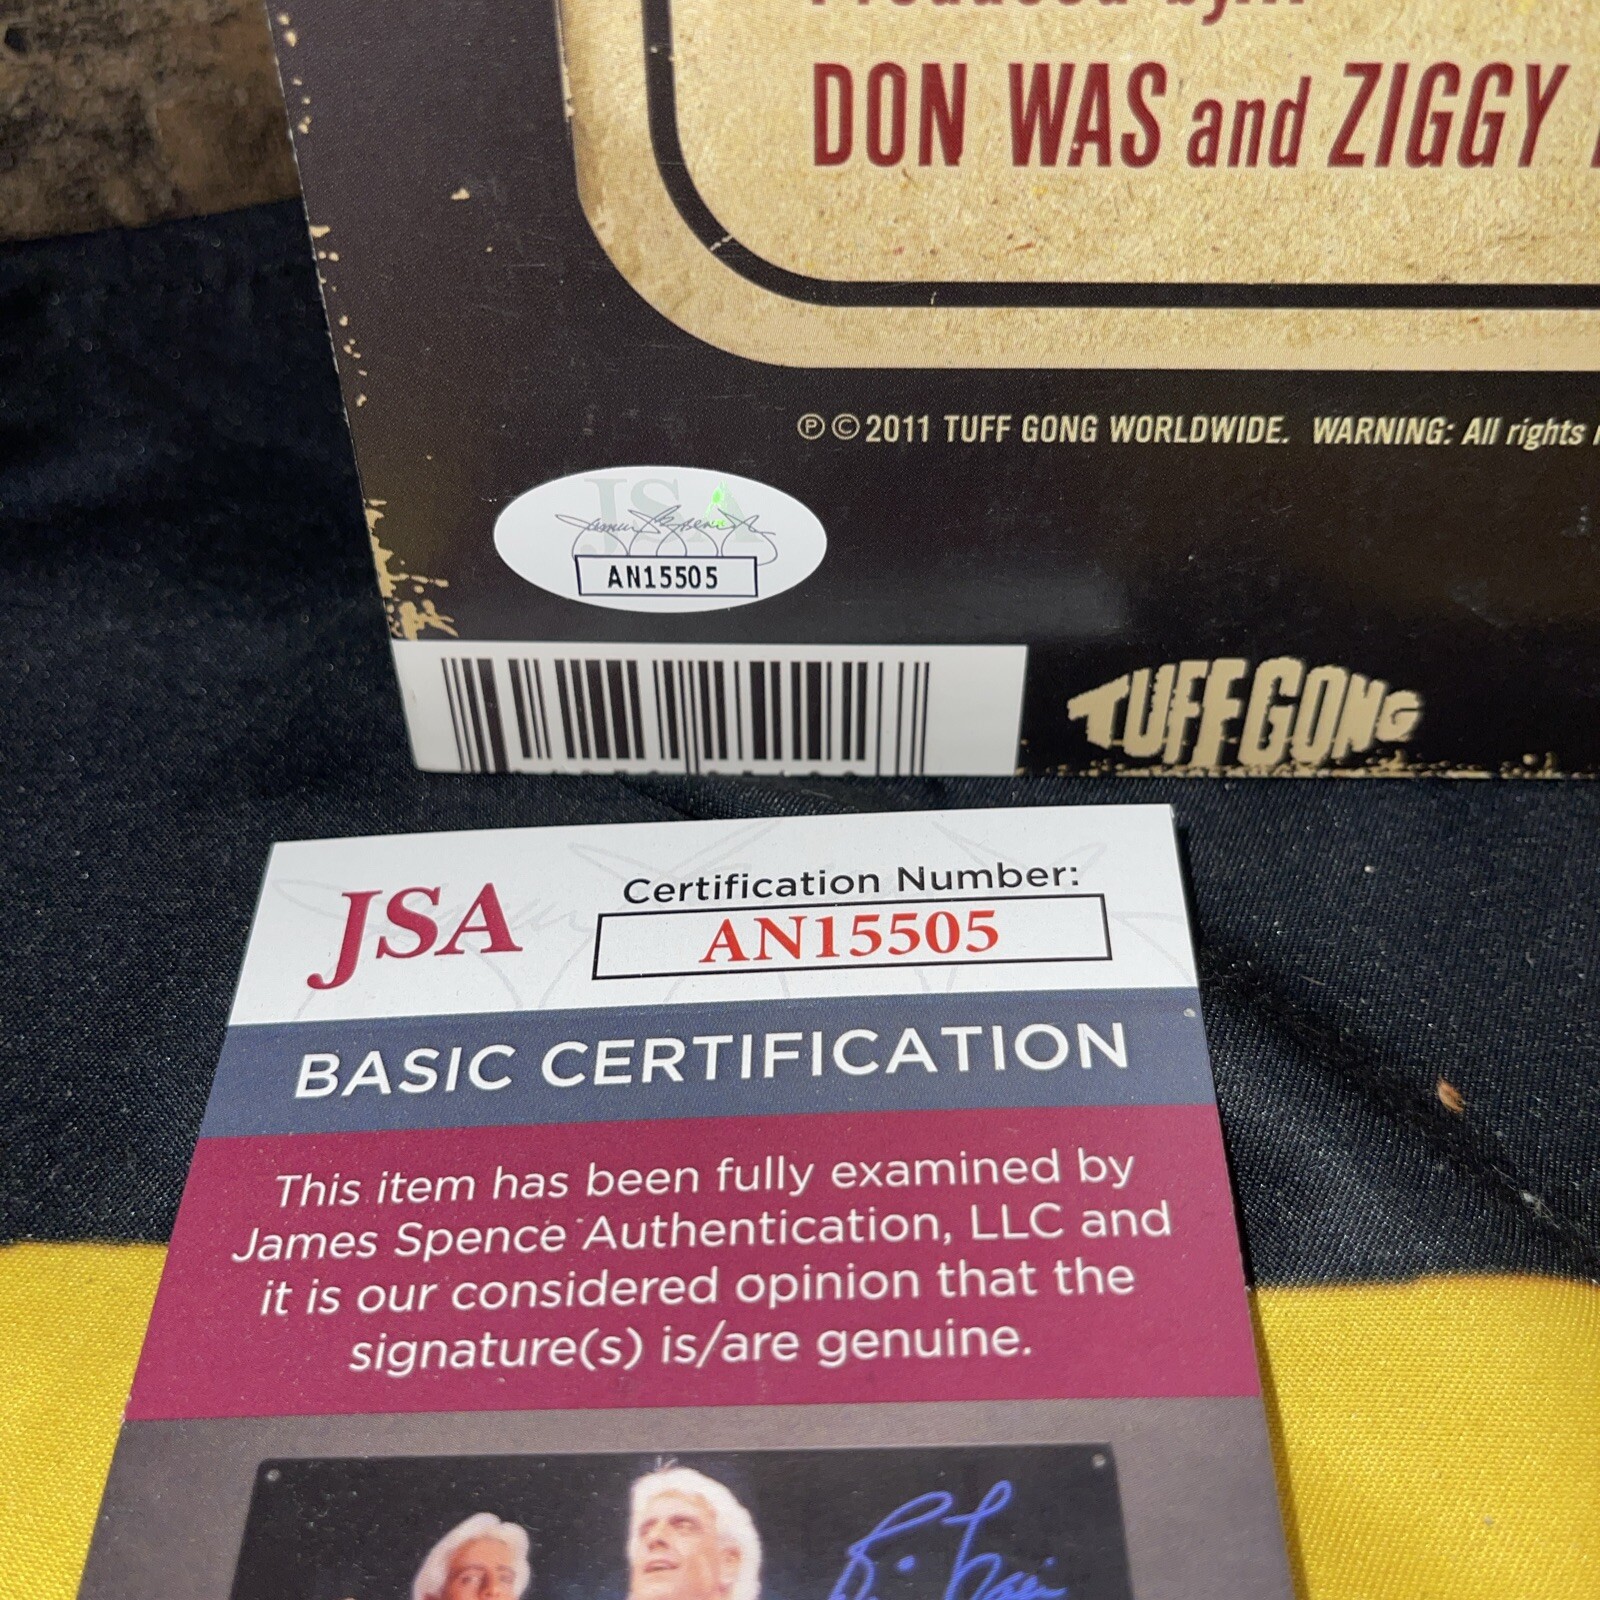 DON WAS and ZIGGY
Ⓟ©2011 TUFF GONG WORLDWIDE. WARNING: All rights
JSA
AN15505
TUFF GONG
JSA
Certification Number:
AN15505
BASIC CERTIFICATION
This item has been fully examined by
James Spence Authentication, LLC and
it is our considered opinion that the
signature(s) is/are genuine.